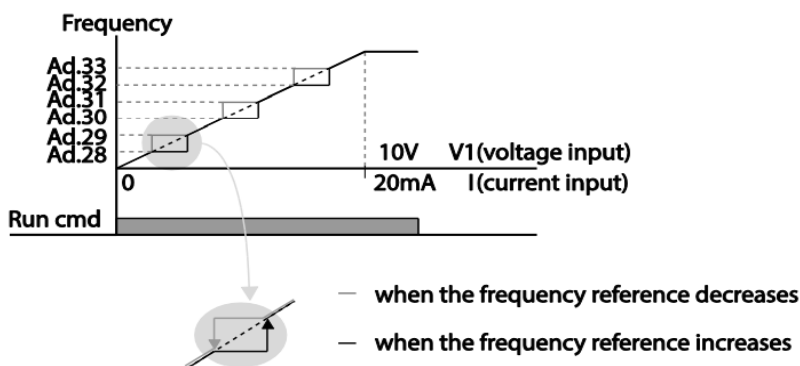 Frequency
Ad.33
Ad.32
Ad.31
Ad.30
Ad.29
Ad.28
10V V1(voltage input)
0 20mA I(current input)
Run cmd
when the frequency reference decreases
when the frequency reference increases